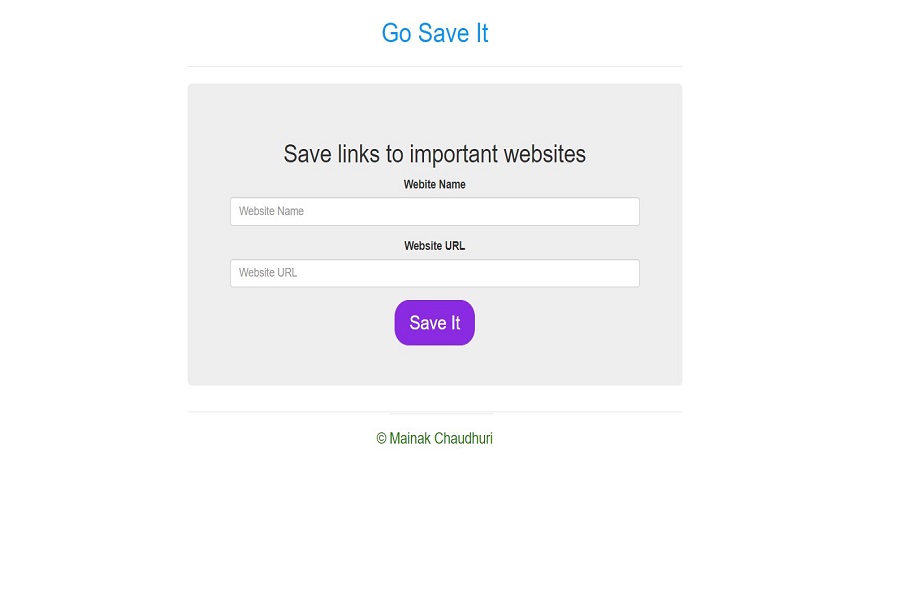 Go Save It
Save links to important websites
Webite Name
Website Name
Website URL
Website URL
Save It
© Mainak Chaudhuri